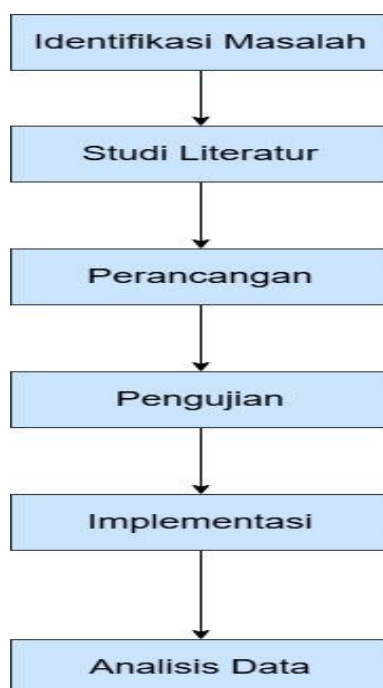 Identifikasi Masalah
Studi Literatur
Perancangan
Pengujian
Implementasi
Analisis Data